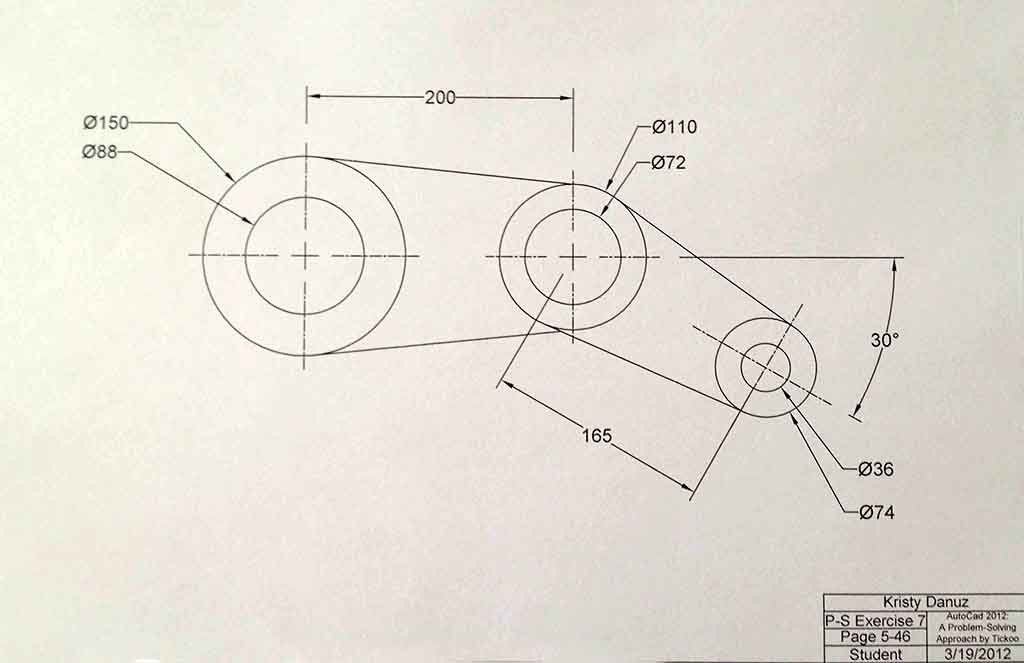 200
Ø150
Ø88
Ø110
Ø72
30°
165
Ø36
Ø74
Kristy Danuz
P-S Exercise 7
Page 5-46
AutoCad 2012:
A Problem-Solving
Approach by Tickoo
Student
3/19/2012